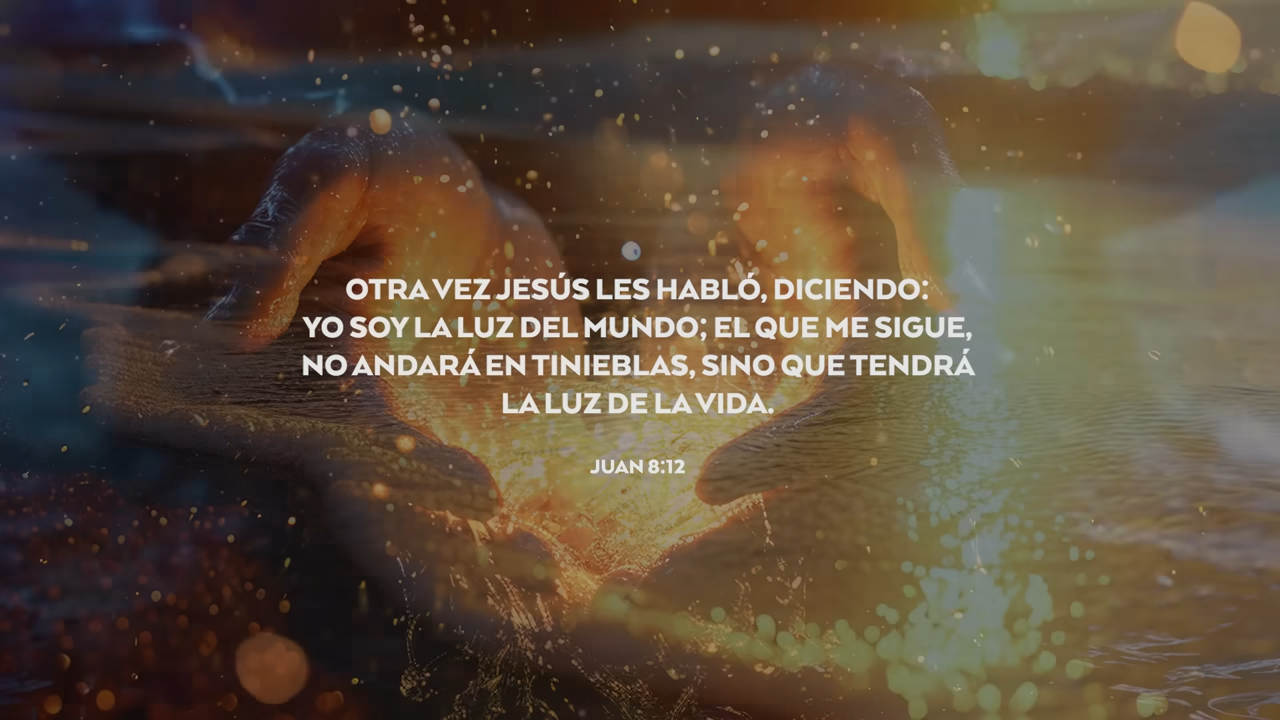 OTRA VEZ JESÚS LES HABLÓ, DICIENDO:
YO SOY LA LUZ DEL MUNDO; EL QUE ME SIGUE,
NO ANDARÁ EN TINIEBLAS, SINO QUE TENDRÁ
LA LUZ DE LA VIDA.
JUAN 8:12